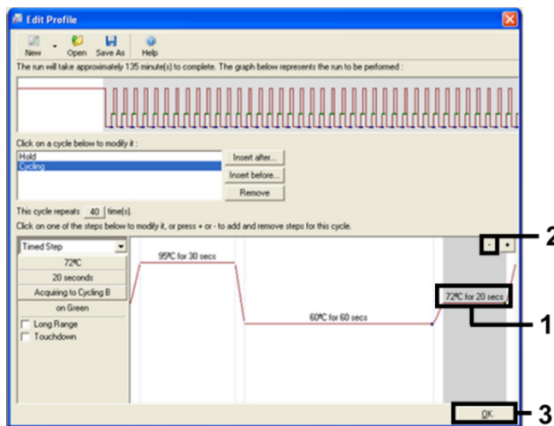 Edit Profile
New Open Save As Help
The run will take approximately 135 minute(s) to complete. The graph below represents the run to be performed :
Click on a cycle below to modify it :
Hold
Cycling
Insert after...
Insert before...
Remove
This cycle repeats 40 time(s).
Click on one of the steps below to modify it, or press + or - to add and remove steps for this cycle.
Timed Step
- +
2
72ºC
20 seconds
Acquiring to Cycling B
on Green
Long Range
Touchdown
95ºC for 30 secs
60ºC for 60 secs
72ºC for 20 secs
1
OK
3